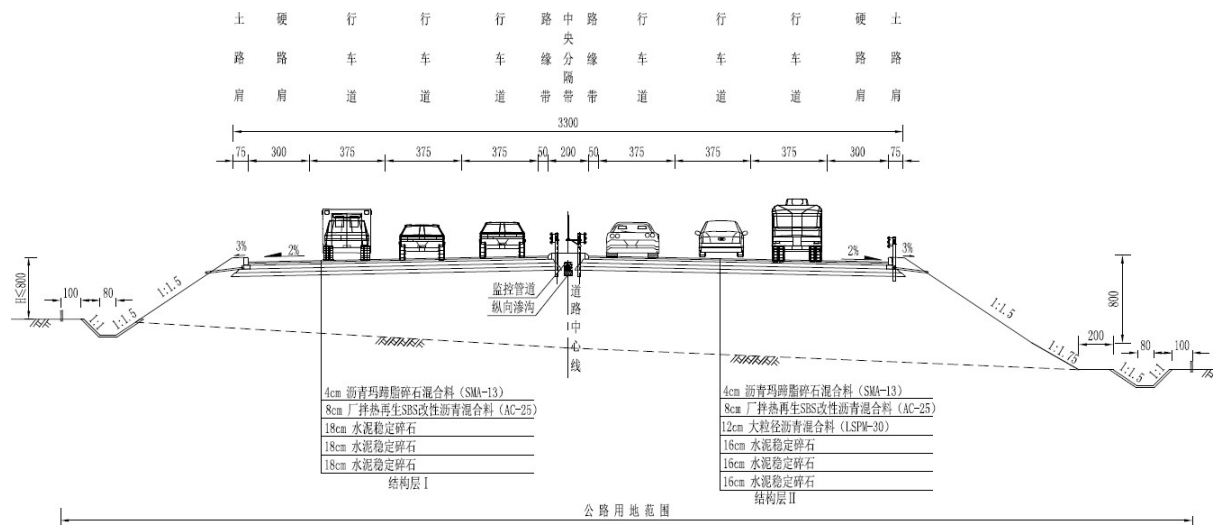 土路肩 硬路肩 行车道 行车道 行车道 路缘带 中央分隔带 路缘带 行车道 行车道 行车道 硬路肩 土路肩
3300
75 300 375 375 375 50 200 50 375 375 375 300 75
3% 2% 2% 3%
H≤800 100 80 1:1 1:1.5 1:1.5
监控管道
纵向渗沟
道路中心线
1:1.5 800 1:1.75 200 80 100 1:1.5 1:1
4cm 沥青玛蹄脂碎石混合料(SMA-13)
8cm 厂拌热再生SBS改性沥青混合料(AC-25)
18cm 水泥稳定碎石
18cm 水泥稳定碎石
18cm 水泥稳定碎石
结构层Ⅰ
4cm 沥青玛蹄脂碎石混合料(SMA-13)
8cm 厂拌热再生SBS改性沥青混合料(AC-25)
12cm 大粒径沥青混合料(LSPM-30)
16cm 水泥稳定碎石
16cm 水泥稳定碎石
16cm 水泥稳定碎石
结构层Ⅱ
公路用地范围